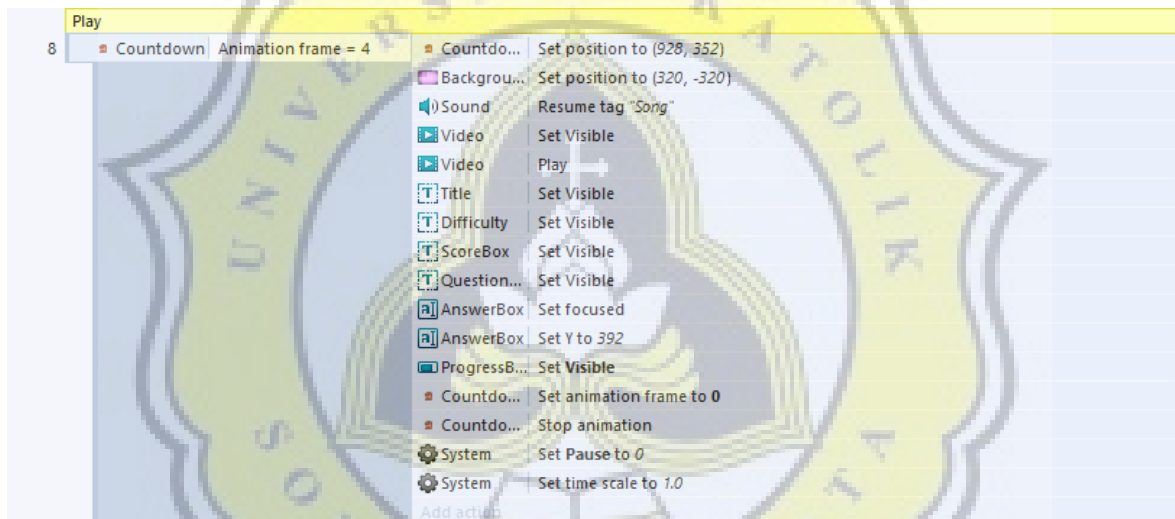 Play
8 Countdown Animation frame = 4 Countdo... Set position to (928, 352)
Backgrou... Set position to (320, -320)
Sound Resume tag "Song"
Video Set Visible
Video Play
Title Set Visible
Difficulty Set Visible
ScoreBox Set Visible
Question... Set Visible
AnswerBox Set focused
AnswerBox Set Y to 392
ProgressB... Set Visible
Countdo... Set animation frame to 0
Countdo... Stop animation
System Set Pause to 0
System Set time scale to 1.0
Add action